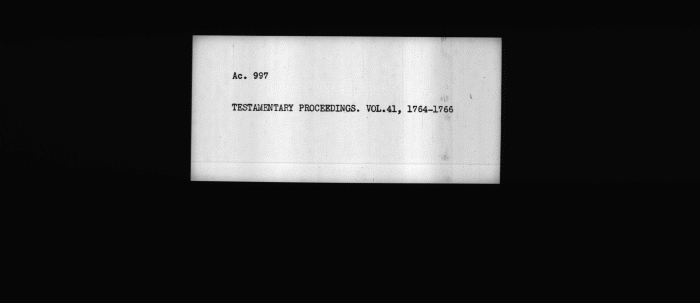 Ac. 997
TESTAMENTARY PROCEEDINGS. VOL.41, 1764-1766